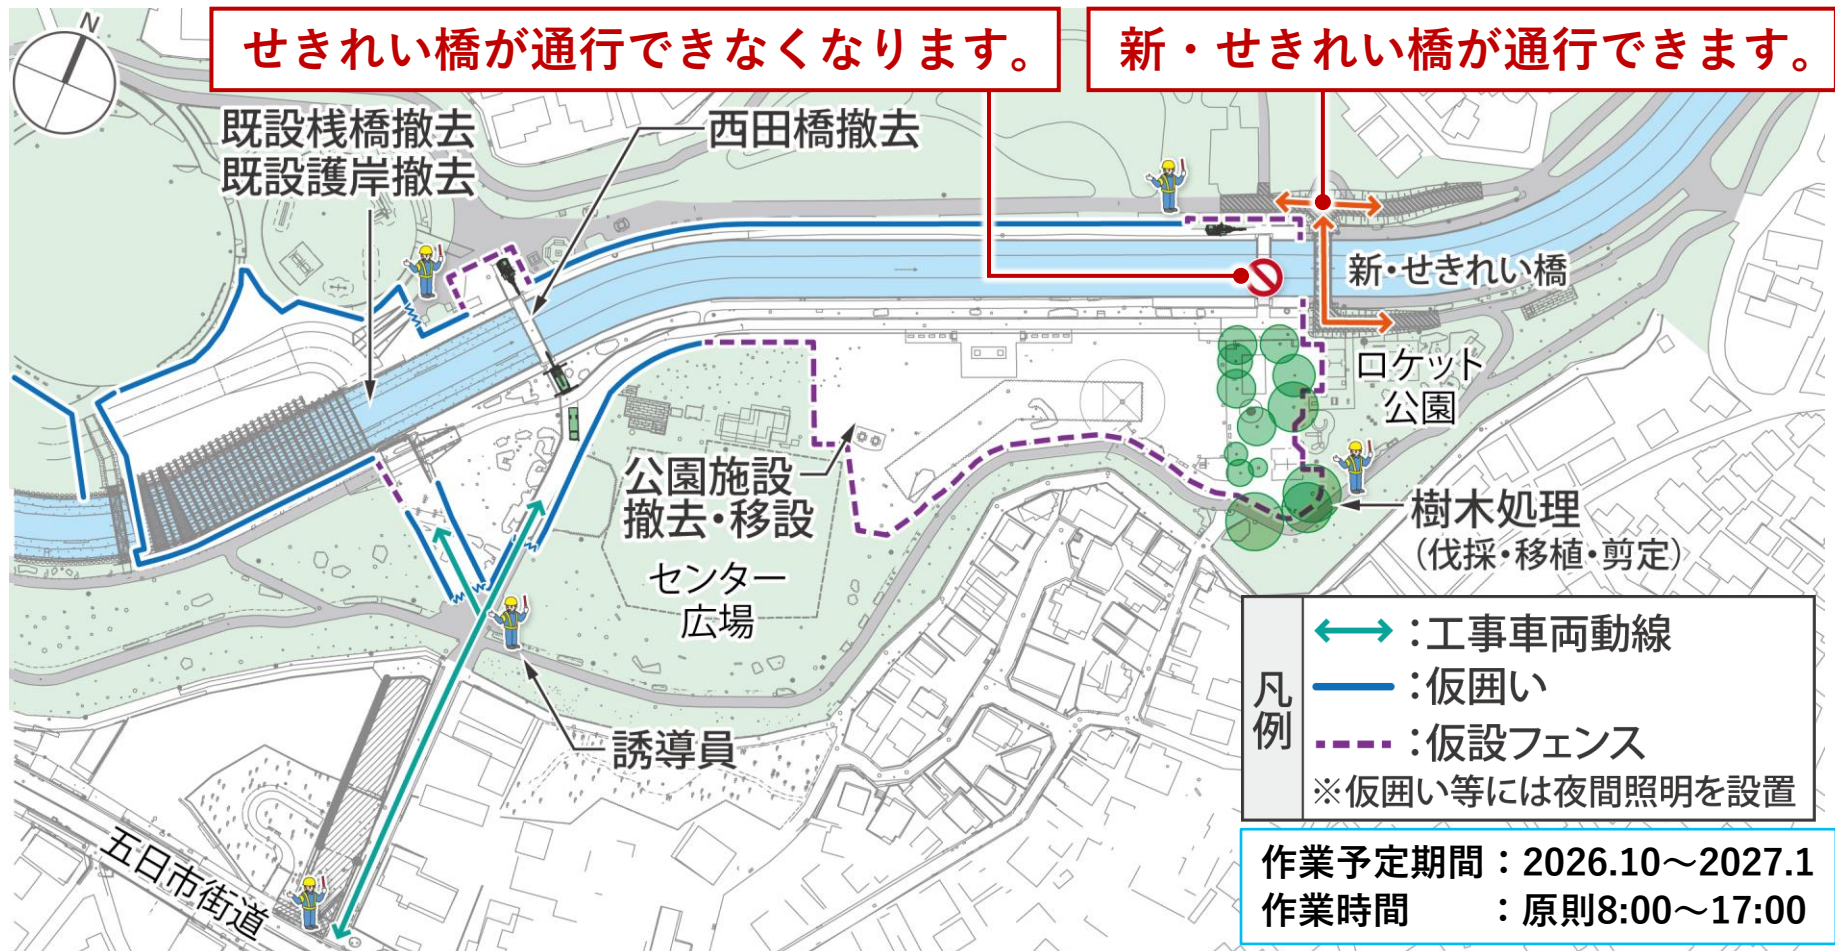 せきれい橋が通行できなくなります。
新・せきれい橋が通行できます。
N
既設桟橋撤去
既設護岸撤去
西田橋撤去
新・せきれい橋
ロケット
公園
公園施設
撤去・移設
樹木処理
（伐採・移植・剪定）
センター
広場
誘導員
五日市街道
凡例
：工事車両動線
：仮囲い
：仮設フェンス
※仮囲い等には夜間照明を設置
作業予定期間：2026.10～2027.1
作業時間　　：原則8:00～17:00